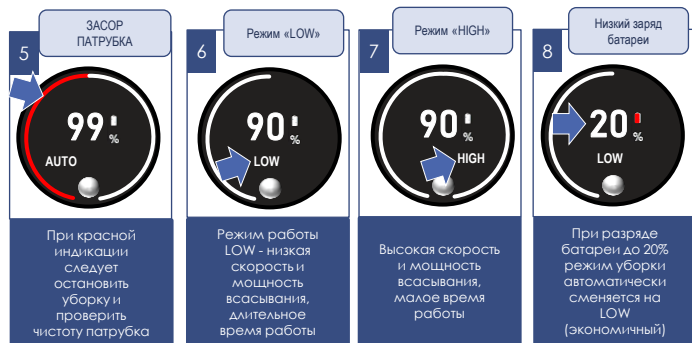 5
ЗАСОР
ПАТРУБКА
99 %
AUTO
При красной
индикации
следует
остановить
уборку и
проверить
чистоту патрубка
6
Режим «LOW»
90 %
LOW
Режим работы
LOW - низкая
скорость и
мощность
всасывания,
длительное
время работы
7
Режим «HIGH»
90 %
HIGH
Высокая скорость
и мощность
всасывания,
малое время
работы
8
Низкий заряд
батареи
20 %
LOW
При разряде
батареи до 20%
режим уборки
автоматически
сменяется на
LOW
(экономичный)